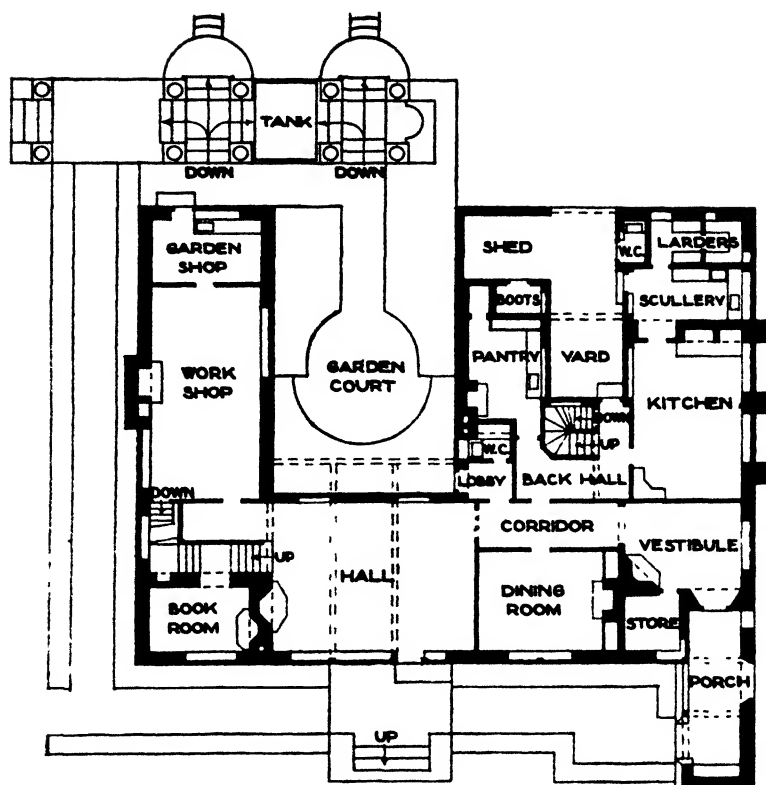 TANK
DOWN
DOWN
GARDEN
SHOP
SHED
W.C.
LARDERS
BOOTS
SCULLERY
WORK
SHOP
GARDEN
COURT
PANTRY
YARD
KITCHEN
DOWN
UP
W.C.
LOBBY
BACK HALL
DOWN
CORRIDOR
VESTIBULE
UP
HALL
BOOK
ROOM
DINING
ROOM
STORE
PORCH
UP